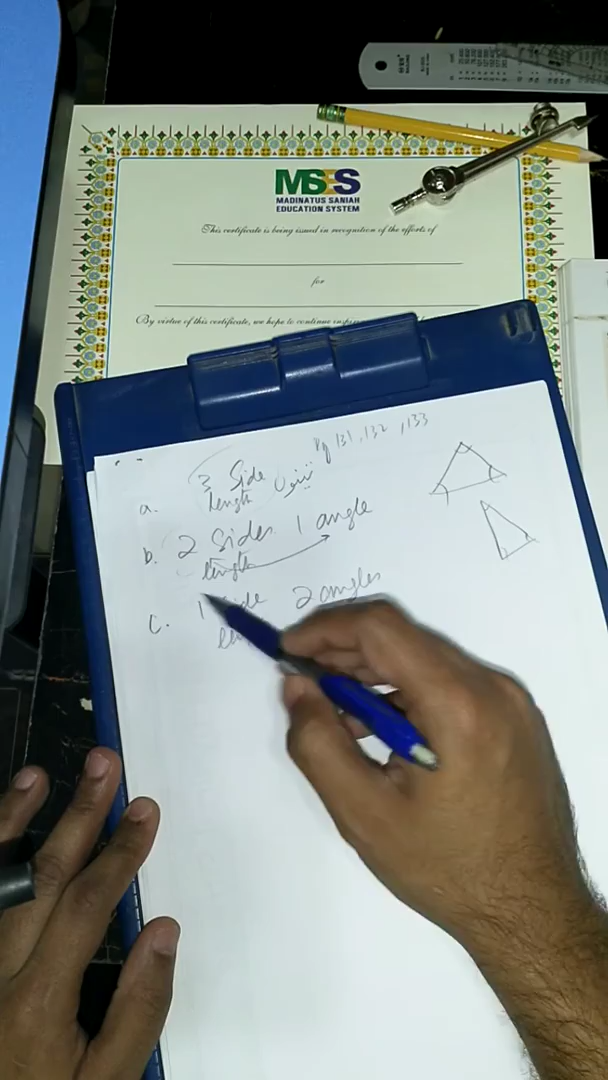 MSES
MADINATUS SANIAH
EDUCATION SYSTEM
This certificate is being issued in recognition of the efforts of
for
By virtue of this certificate, we hope to continue
Pg 131, 132, 133
a. 3 Side
length
b. 2 Sides 1 angle
length
c. 1 Side 2 angles